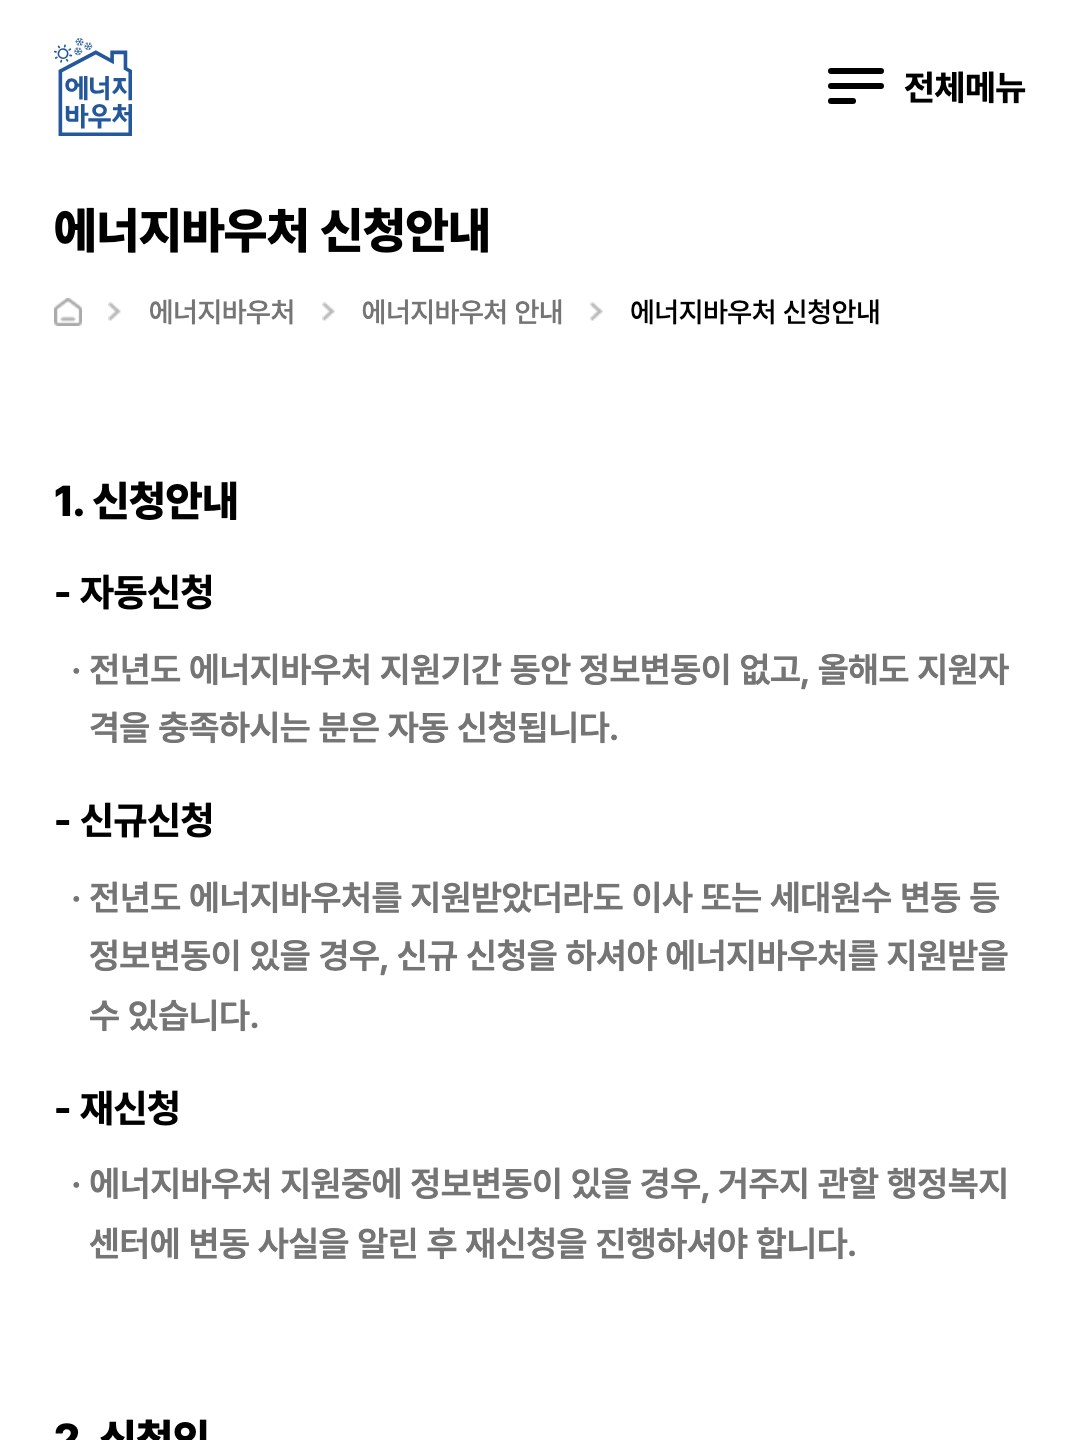 에너지
바우처
전체메뉴
에너지바우처 신청안내
에너지바우처 에너지바우처 안내 에너지바우처 신청안내
1. 신청안내
- 자동신청
· 전년도 에너지바우처 지원기간 동안 정보변동이 없고, 올해도 지원자
격을 충족하시는 분은 자동 신청됩니다.
- 신규신청
· 전년도 에너지바우처를 지원받았더라도 이사 또는 세대원수 변동 등
정보변동이 있을 경우, 신규 신청을 하셔야 에너지바우처를 지원받을
수 있습니다.
- 재신청
· 에너지바우처 지원중에 정보변동이 있을 경우, 거주지 관할 행정복지
센터에 변동 사실을 알린 후 재신청을 진행하셔야 합니다.
2.